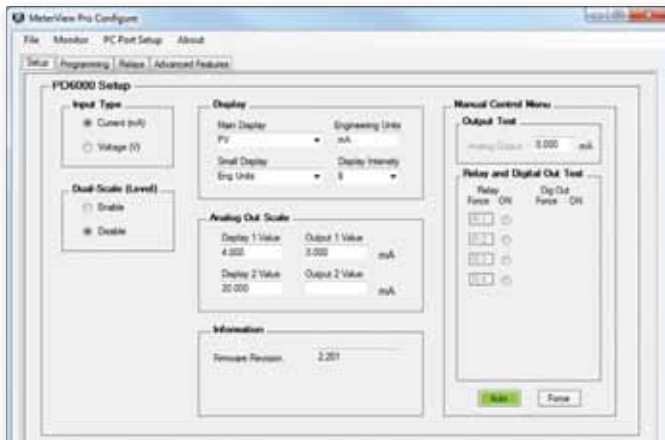 MeterView Pro Configure
File Monitor PC Port Setup About
Setup Programming Relays Advanced Features
PD6000 Setup
Input Type
Current (mA)
Voltage (V)
Dual-Scale (Level)
Enable
Disable
Display
Main Display Engineering Units
PV mA
Small Display Display Intensity
Eng Units 8
Analog Out Scale
Display 1 Value Output 1 Value
4.000 0.000 mA
Display 2 Value Output 2 Value
20.000 mA
Information
Firmware Revision: 2.201
Manual Control Menu
Output Test
Analog Output 0.000 mA
Relay and Digital Out Test
Relay Dig Out
Force ON Force ON
Auto Force